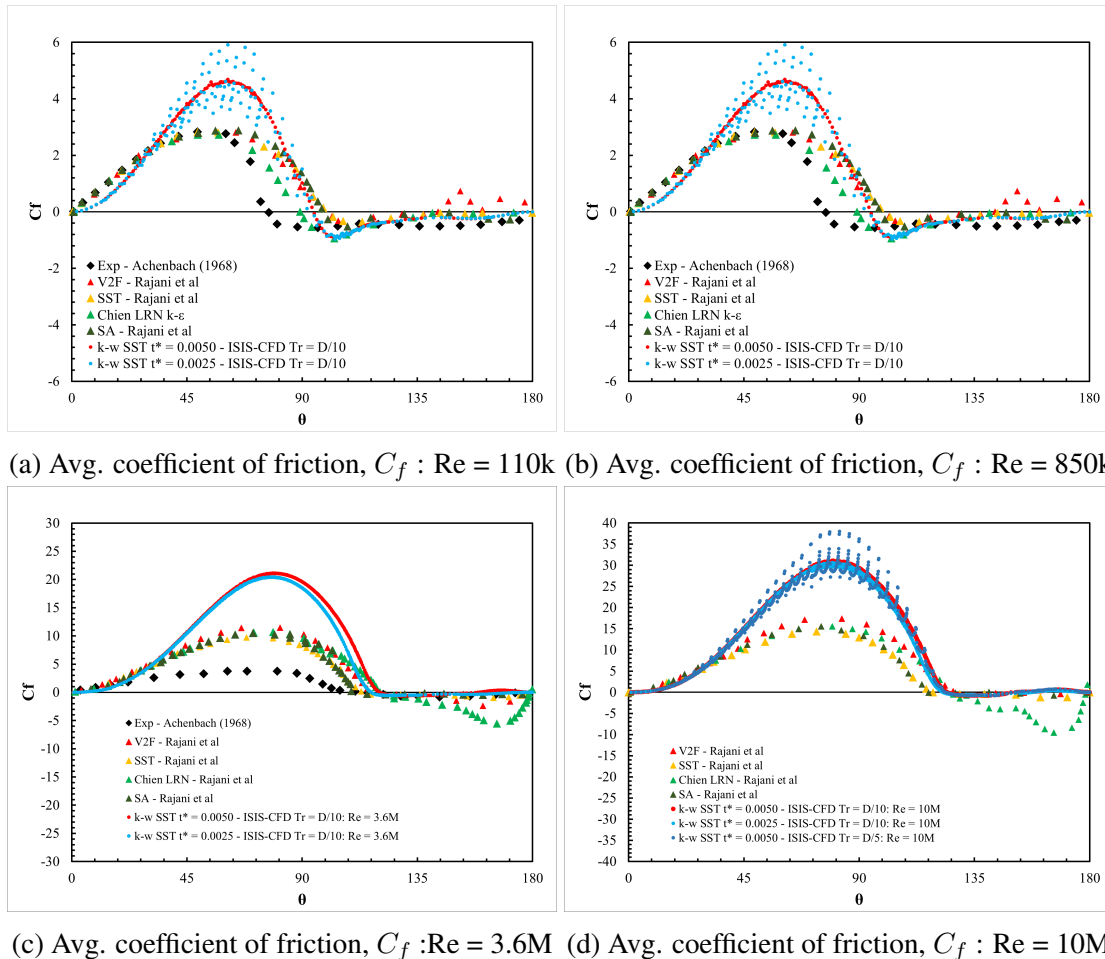 6
4
2
0
-2
-4
-6
Cf
0 45 90 135 180
θ
Exp - Achenbach (1968)
V2F - Rajani et al
SST - Rajani et al
Chien LRN k-ε
SA - Rajani et al
k-w SST t* = 0.0050 - ISIS-CFD Tr = D/10
k-w SST t* = 0.0025 - ISIS-CFD Tr = D/10
6
4
2
0
-2
-4
-6
Cf
0 45 90 135 180
θ
Exp - Achenbach (1968)
V2F - Rajani et al
SST - Rajani et al
Chien LRN k-ε
SA - Rajani et al
k-w SST t* = 0.0050 - ISIS-CFD Tr = D/10
k-w SST t* = 0.0025 - ISIS-CFD Tr = D/10
(a) Avg. coefficient of friction, C_f : Re = 110k
(b) Avg. coefficient of friction, C_f : Re = 850k
30
25
20
15
10
5
0
-5
-10
-15
-20
-25
-30
Cf
0 45 90 135 180
θ
Exp - Achenbach (1968)
V2F - Rajani et al
SST - Rajani et al
Chien LRN - Rajani et al
SA - Rajani et al
k-w SST t* = 0.0050 - ISIS-CFD Tr = D/10: Re = 3.6M
k-w SST t* = 0.0025 - ISIS-CFD Tr = D/10: Re = 3.6M
40
35
30
25
20
15
10
5
0
-5
-10
-15
-20
-25
-30
-35
-40
Cf
0 45 90 135 180
θ
V2F - Rajani et al
SST - Rajani et al
Chien LRN - Rajani et al
SA - Rajani et al
k-w SST t* = 0.0050 - ISIS-CFD Tr = D/10: Re = 10M
k-w SST t* = 0.0025 - ISIS-CFD Tr = D/10: Re = 10M
k-w SST t* = 0.0050 - ISIS-CFD Tr = D/5: Re = 10M
(c) Avg. coefficient of friction, C_f :Re = 3.6M
(d) Avg. coefficient of friction, C_f : Re = 10M